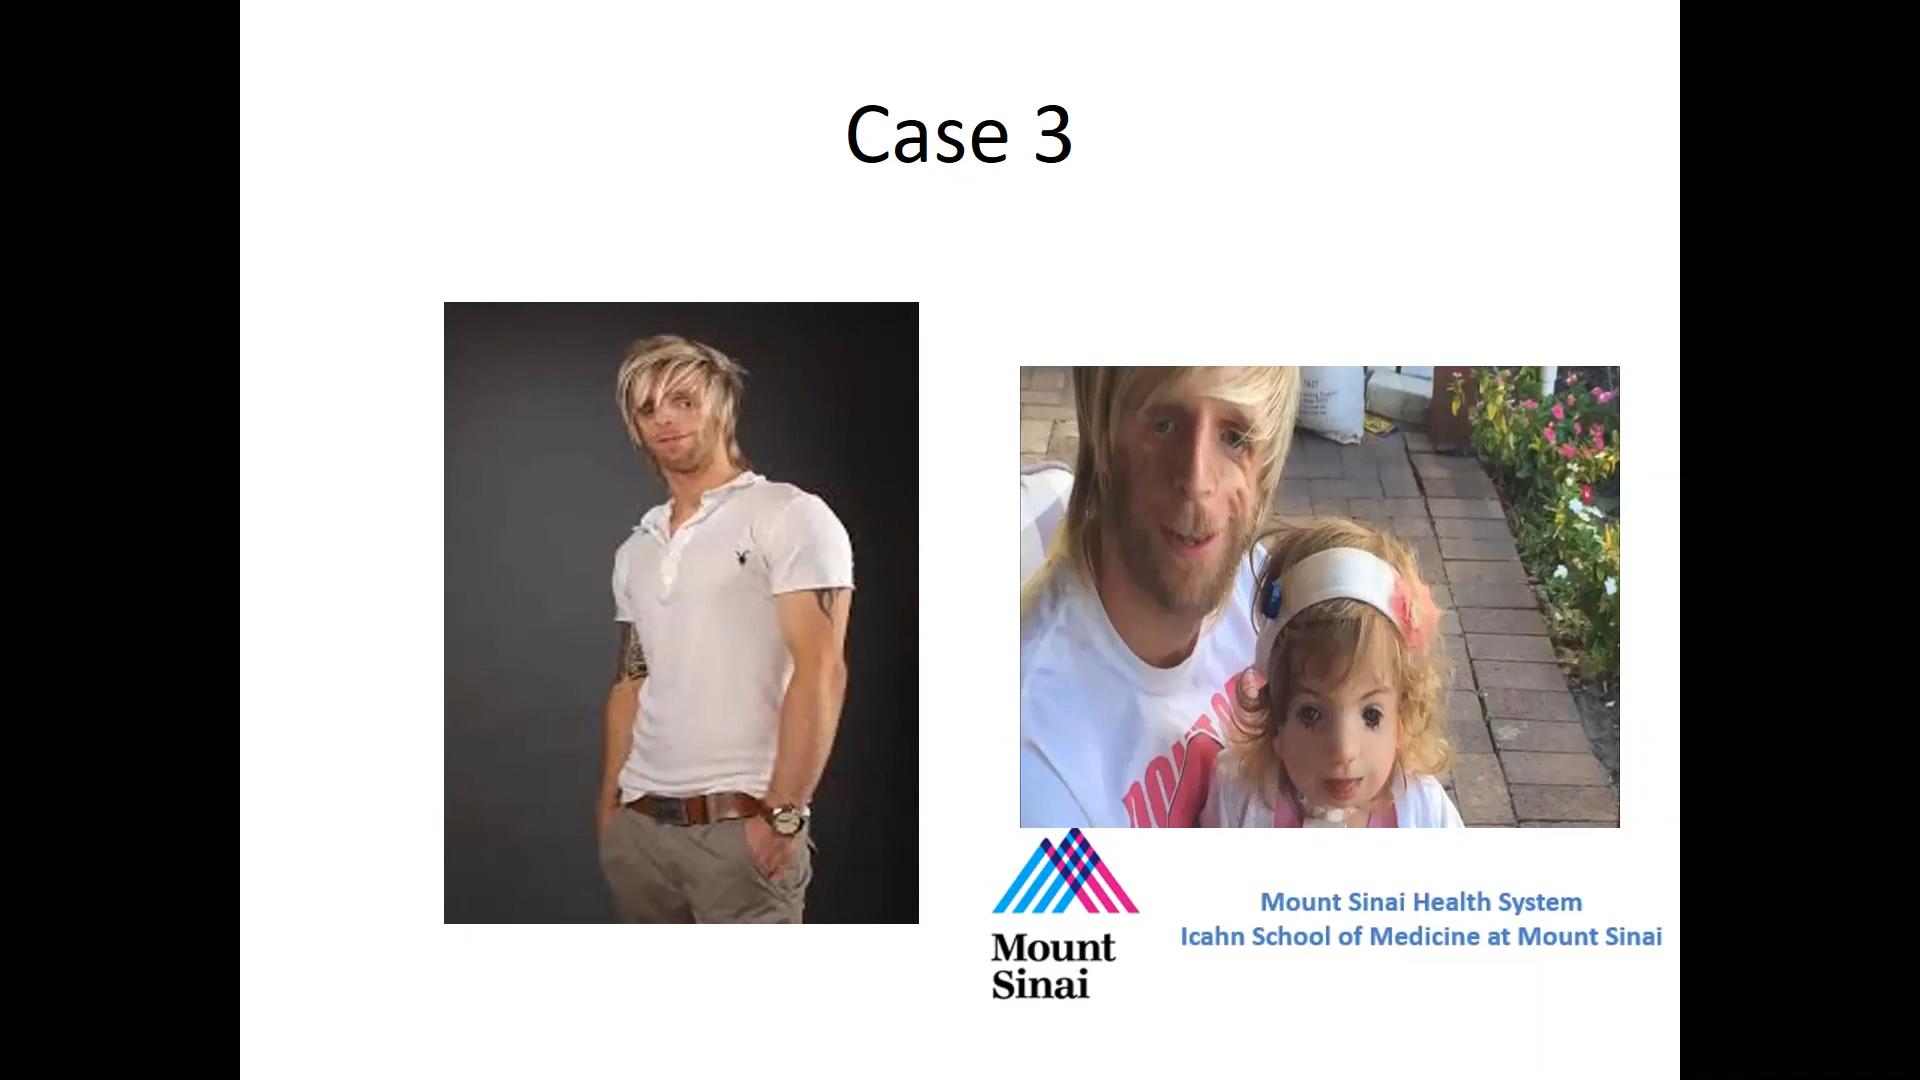 Case 3
Mount
Sinai
Mount Sinai Health System
Icahn School of Medicine at Mount Sinai